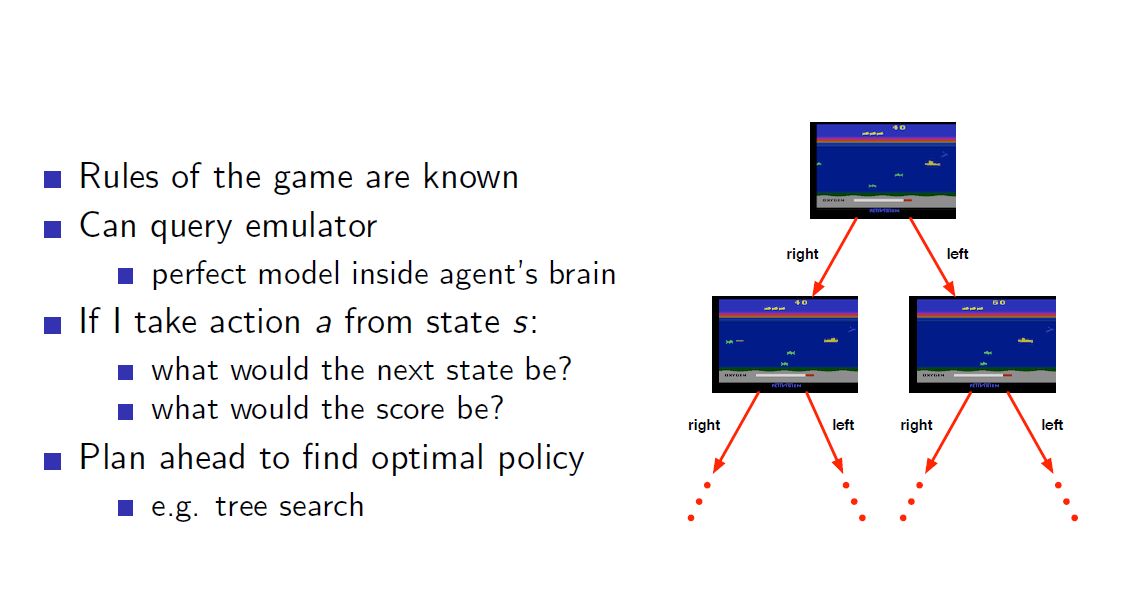 Rules of the game are known
Can query emulator
perfect model inside agent's brain
If I take action a from state s:
what would the next state be?
what would the score be?
Plan ahead to find optimal policy
e.g. tree search
40
OXYGEN
ACTIVISION
right
left
40
OXYGEN
ACTIVISION
60
OXYGEN
ACTIVISION
right
left
right
left